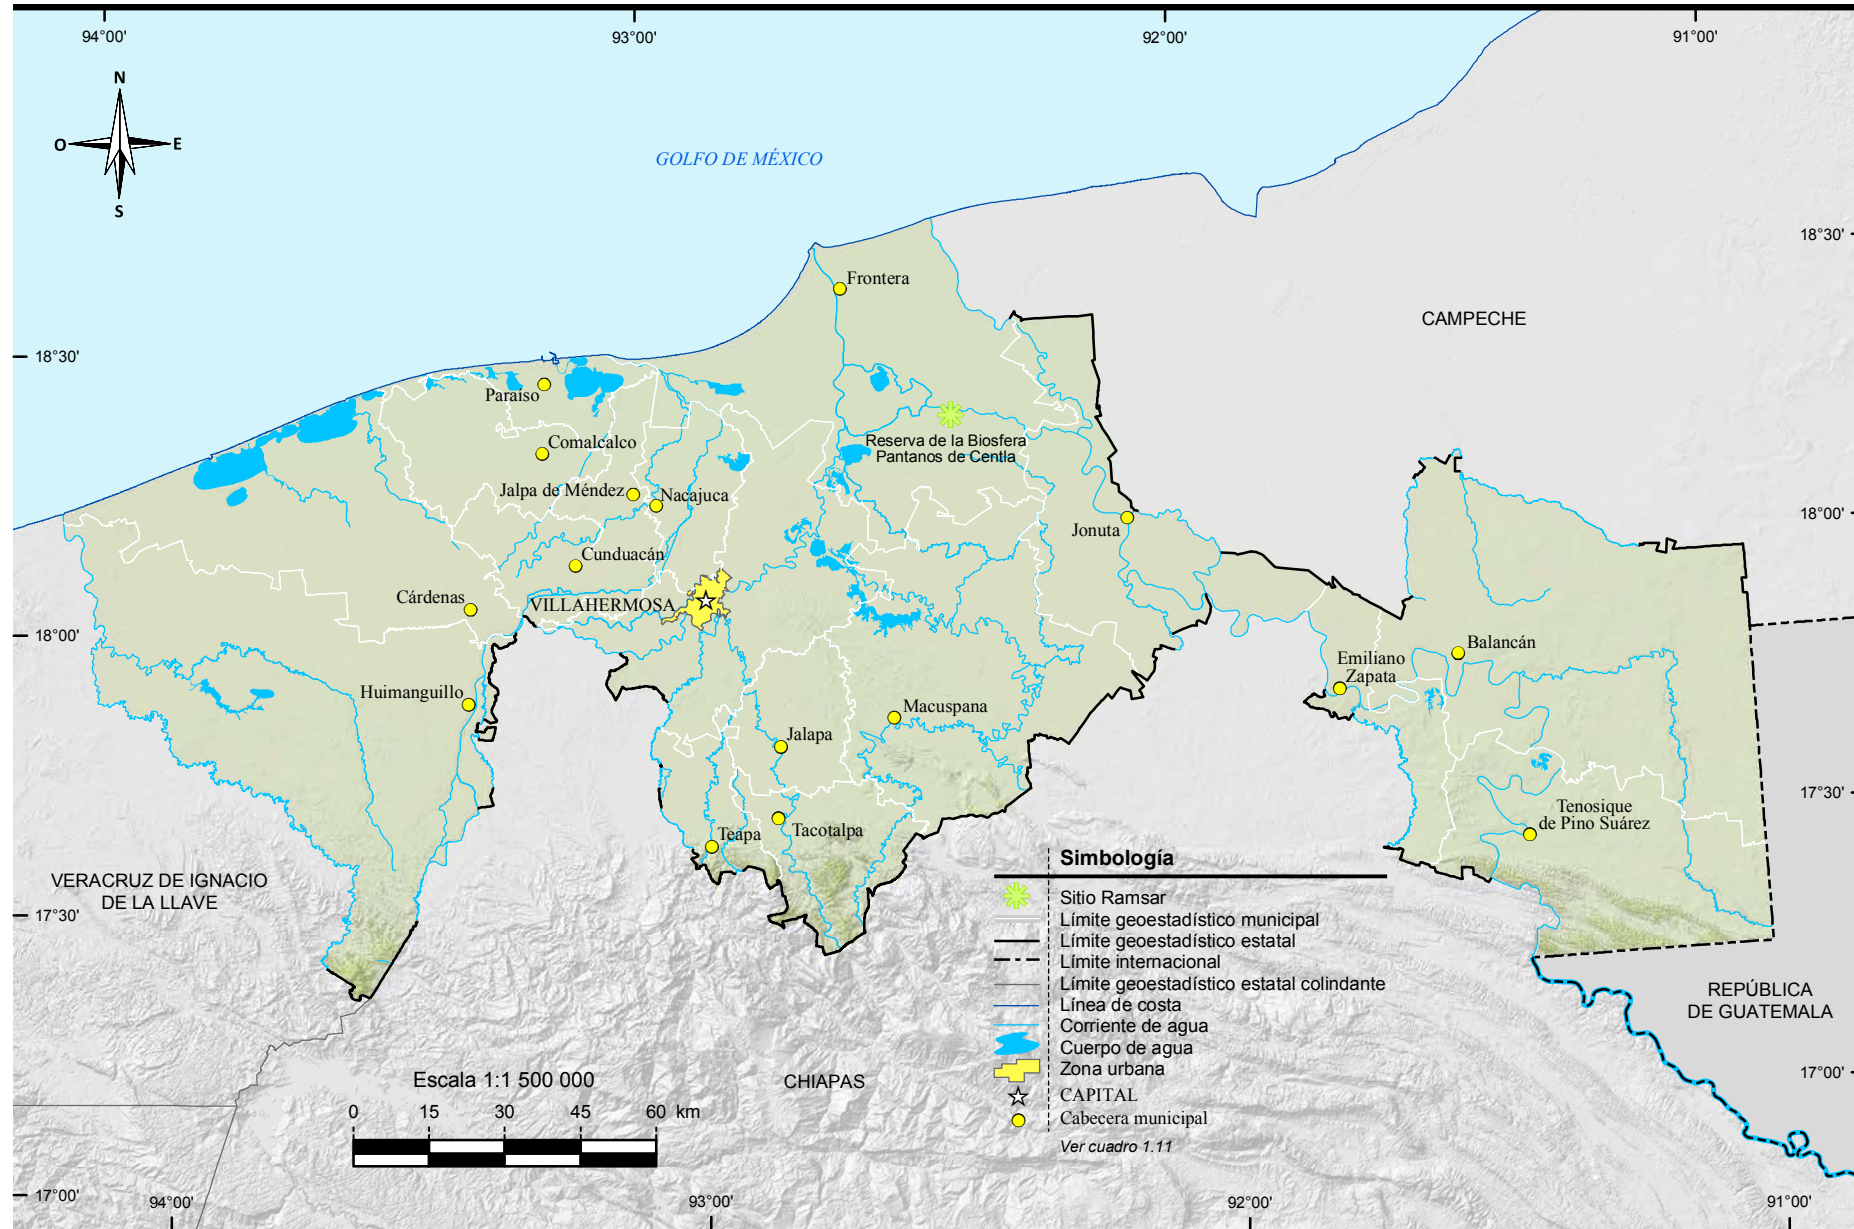 94°00'
93°00'
92°00'
91°00'
N
O
E
S
GOLFO DE MÉXICO
18°30'
Frontera
CAMPECHE
18°30'
Paraíso
Reserva de la Biosfera
Pantanos de Centla
Comalcalco
Jalpa de Méndez
Nacajuca
18°00'
Jonuta
Cunduacán
Cárdenas
VILLAHERMOSA
18°00'
Balancán
Emiliano
Zapata
Huimanguillo
Macuspana
Jalapa
17°30'
Tenosique
de Pino Suárez
Teapa
Tacotalpa
VERACRUZ DE IGNACIO
DE LA LLAVE
17°30'
Simbología
Sitio Ramsar
Límite geoestadístico municipal
Límite geoestadístico estatal
Límite internacional
Límite geoestadístico estatal colindante
Línea de costa
Corriente de agua
Cuerpo de agua
Zona urbana
CAPITAL
Cabecera municipal
Ver cuadro 1.11
REPÚBLICA
DE GUATEMALA
17°00'
CHIAPAS
Escala 1:1 500 000
0 15 30 45 60 km
17°00'
94°00'
93°00'
92°00'
91°00'